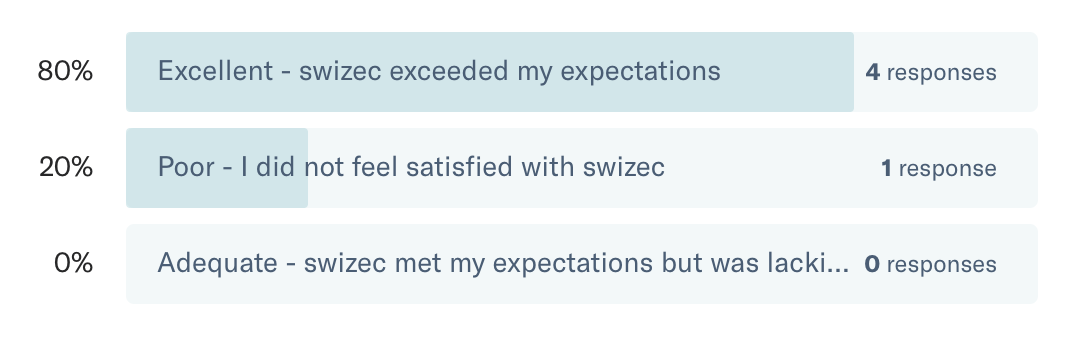 80% Excellent - swizec exceeded my expectations 4 responses
20% Poor - I did not feel satisfied with swizec 1 response
0% Adequate - swizec met my expectations but was lacki... 0 responses